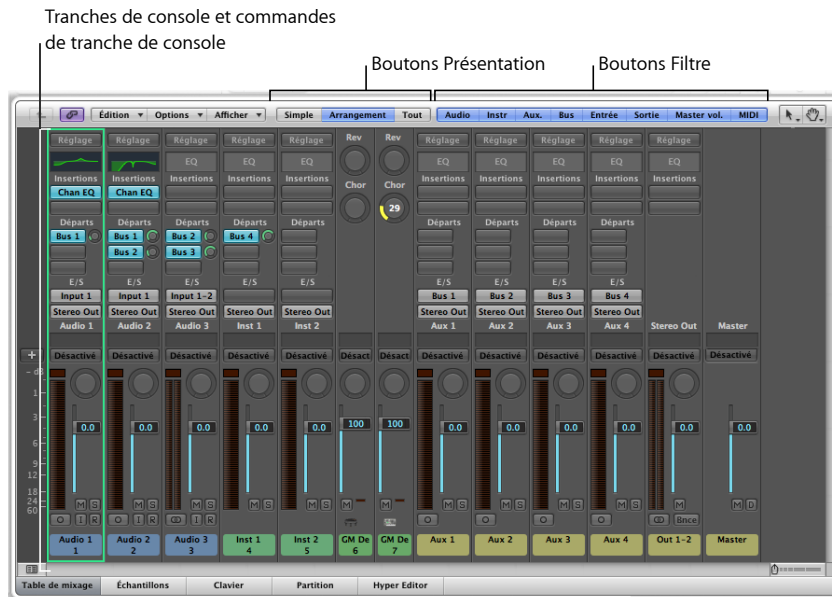 Tranches de console et commandes
de tranche de console
Boutons Présentation
Boutons Filtre
Édition Options Afficher Simple Arrangement Tout Audio Instr Aux. Bus Entrée Sortie Master vol. MIDI
Réglage Réglage Réglage Réglage Réglage Rev Rev Réglage Réglage Réglage Réglage Réglage
EQ EQ EQ EQ EQ EQ EQ EQ
Insertions Insertions Insertions Insertions Insertions Chor Chor Insertions Insertions Insertions Insertions Insertions
Chan EQ Chan EQ
29
Départs Départs Départs Départs Départs Départs Départs Départs Départs
Bus 1 Bus 1 Bus 2 Bus 4
Bus 2 Bus 3
E/S E/S E/S E/S E/S E/S E/S E/S E/S
Input 1 Input 1 Input 1-2 Bus 1 Bus 2 Bus 3 Bus 4
Stereo Out Stereo Out Stereo Out Stereo Out Stereo Out Stereo Out Stereo Out Stereo Out Stereo Out
Audio 1 Audio 2 Audio 3 Inst 1 Inst 2 Aux 1 Aux 2 Aux 3 Aux 4 Stereo Out Master
+ Désactivé Désactivé Désactivé Désactivé Désactivé Désact Désact Désactivé Désactivé Désactivé Désactivé Désactivé Désactivé
- dB
1
3
0.0 0.0 0.0 0.0 0.0 100 100 0.0 0.0 0.0 0.0 0.0 0.0
6
9
12
18
24
60
M S M S M S M S M S M M M S M S M S M S M M D
I R I R I R Bnce
Audio 1 Audio 2 Audio 3 Inst 1 Inst 2 GM De GM De Aux 1 Aux 2 Aux 3 Aux 4 Out 1-2 Master
1 2 3 4 5 6 7
Table de mixage Échantillons Clavier Partition Hyper Editor